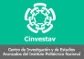 Cinvestav
Centro de Investigación y de Estudios
Avanzados del Instituto Politécnico Nacional